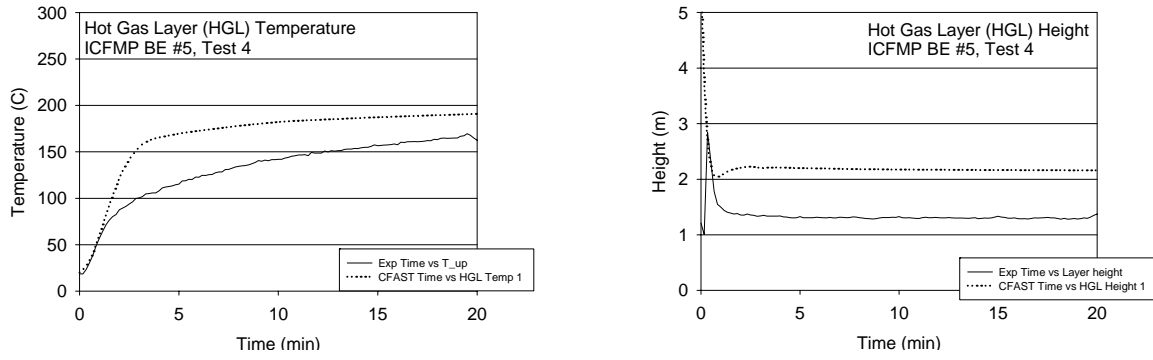 Hot Gas Layer (HGL) Temperature
ICFMP BE #5, Test 4
300
250
200
150
100
50
0
Temperature (C)
0 5 10 15 20
Time (min)
Exp Time vs T_up
CFAST Time vs HGL Temp 1
Hot Gas Layer (HGL) Height
ICFMP BE #5, Test 4
5
4
3
2
1
0
Height (m)
0 5 10 15 20
Time (min)
Exp Time vs Layer height
CFAST Time vs HGL Height 1